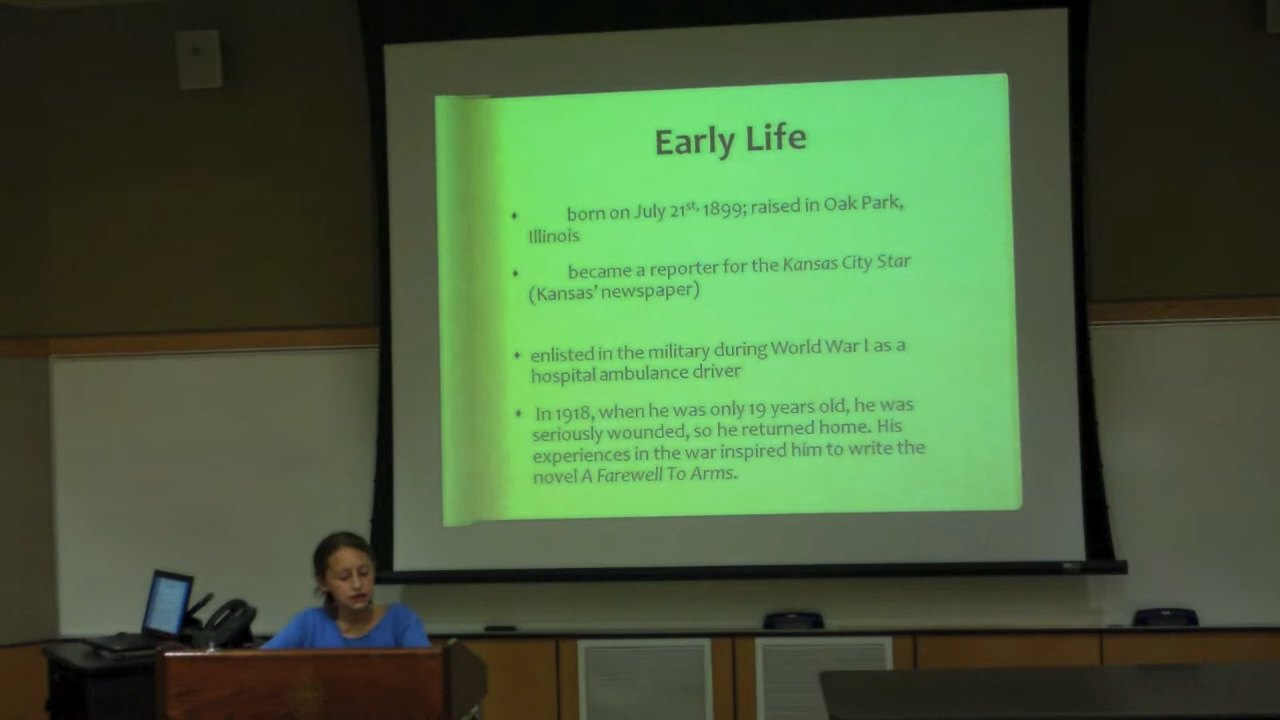 Early Life
born on July 21st, 1899; raised in Oak Park,
Illinois
became a reporter for the Kansas City Star
(Kansas' newspaper)
enlisted in the military during World War I as a
hospital ambulance driver
In 1918, when he was only 19 years old, he was
seriously wounded, so he returned home. His
experiences in the war inspired him to write the
novel A Farewell To Arms.